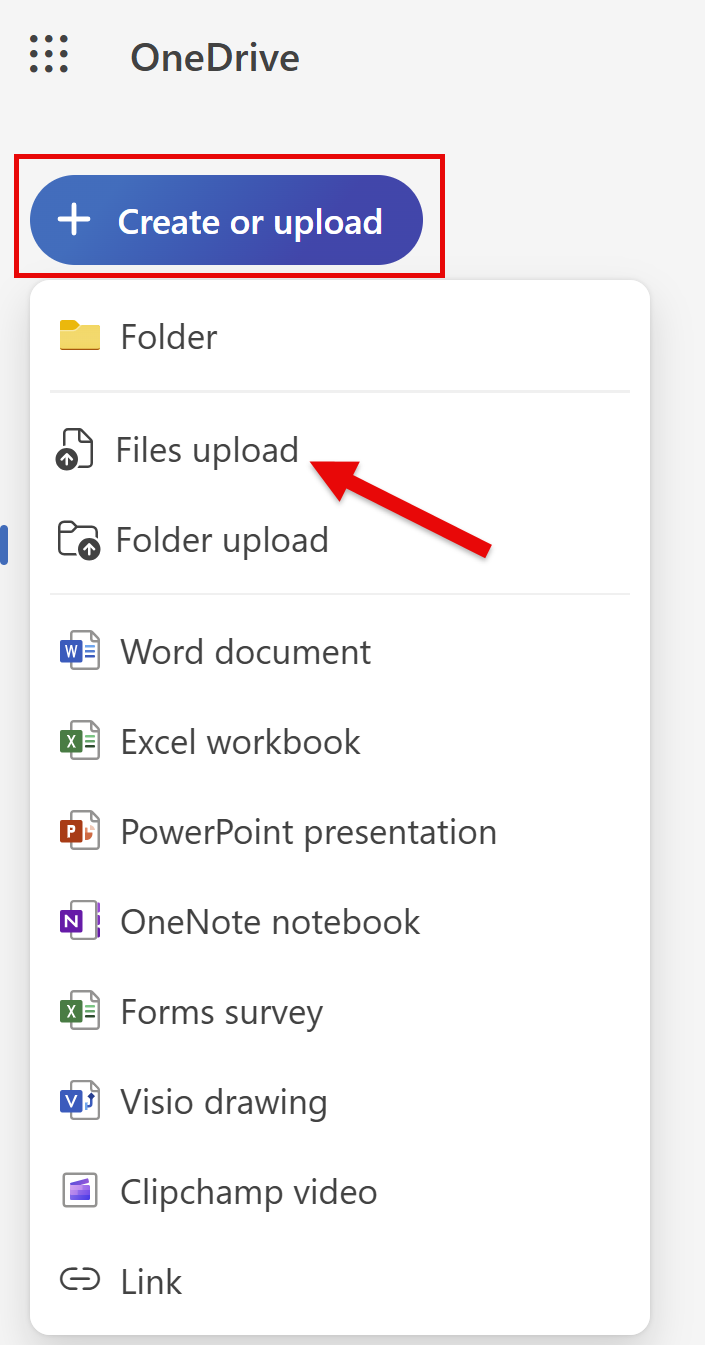 OneDrive
Create or upload
Folder
Files upload
Folder upload
Word document
Excel workbook
PowerPoint presentation
OneNote notebook
Forms survey
Visio drawing
Clipchamp video
Link